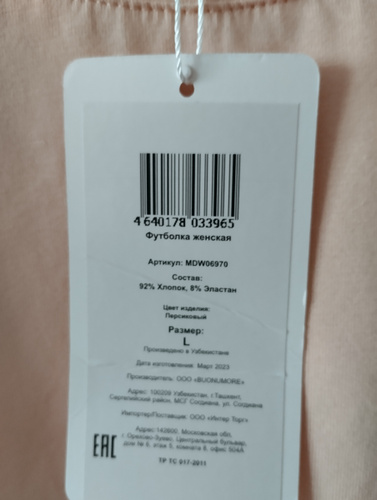 4 640178 033965
Футболка женская
Артикул: MDW06970
Состав:
92% Хлопок, 8% Эластан
Цвет изделия:
Персиковый
Размер:
L
Произведено в Узбекистане
Дата изготовления: Март 2023
Производитель: ООО «BUONUMORE»
Адрес: 100209 Узбекистан, г.Ташкент,
Сергелийский район, МСГ Согдиана, ул. Согдиана
Импортер/Поставщик: ООО «Интер Торг»
Адрес:142600, Московская обл,
г. Орехово-Зуево, Центральный бульвар,
дом № 6, этаж 5, комната 8, офис 504А
EAC
ТР ТС 017-2011